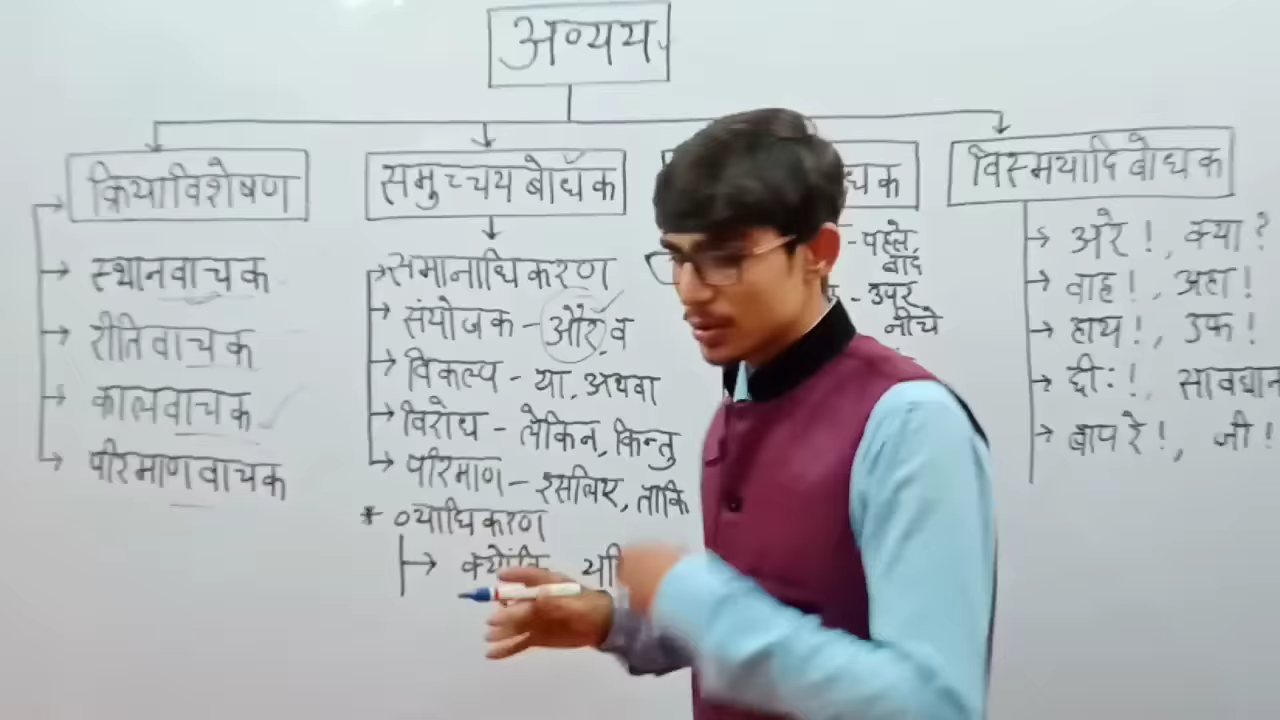 अव्यय
क्रियाविशेषण
स्थानवाचक
रीतिवाचक
कालवाचक
परिमाणवाचक
समुच्चय बोधक
समानाधिकरण
संयोजक - और, व
विकल्प - या, अथवा
विरोध - लेकिन, किन्तु
परिमाण - इसलिए, ताकि
* व्याधिकरण
क्योंकि
धक
- पहले,
बाद
- उपर
नीचे
विस्मयादि बोधक
अरे !, क्या ?
वाह !, अहा !
हाय !, उफ !
छी: !, सावधान
बाप रे !, जी !